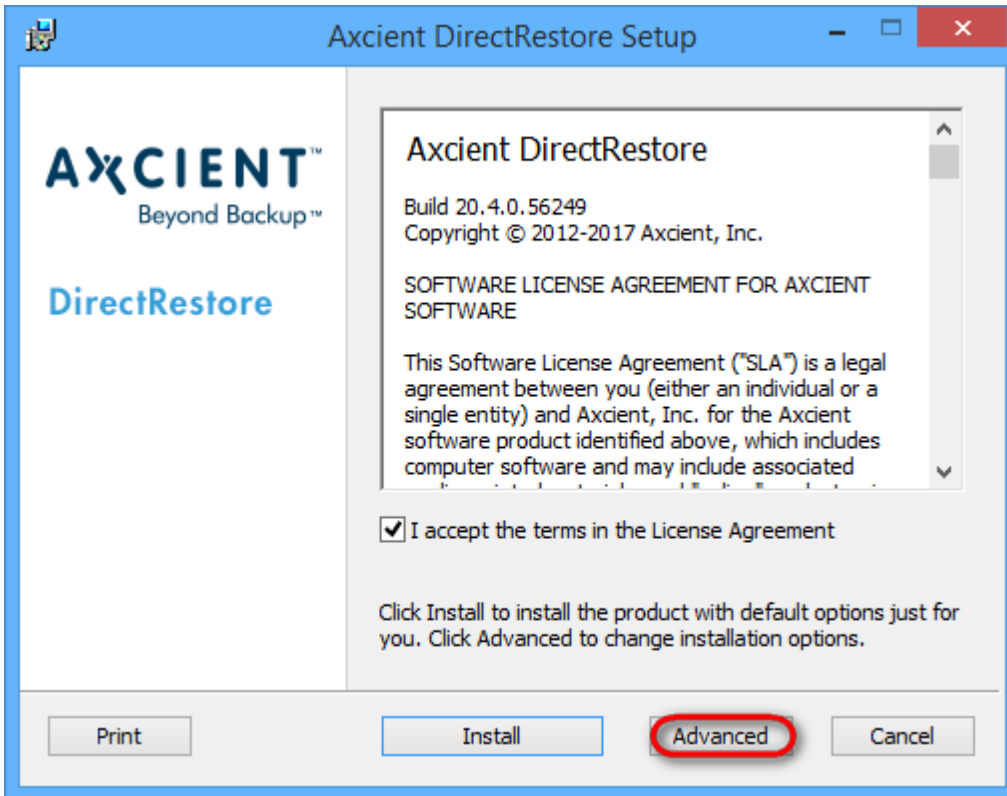 Axcient DirectRestore Setup
AXCIENT™
Beyond Backup™
DirectRestore
Axcient DirectRestore
Build 20.4.0.56249
Copyright © 2012-2017 Axcient, Inc.
SOFTWARE LICENSE AGREEMENT FOR AXCIENT
SOFTWARE
This Software License Agreement ("SLA") is a legal
agreement between you (either an individual or a
single entity) and Axcient, Inc. for the Axcient
software product identified above, which includes
computer software and may include associated
I accept the terms in the License Agreement
Click Install to install the product with default options just for
you. Click Advanced to change installation options.
Print
Install
Advanced
Cancel